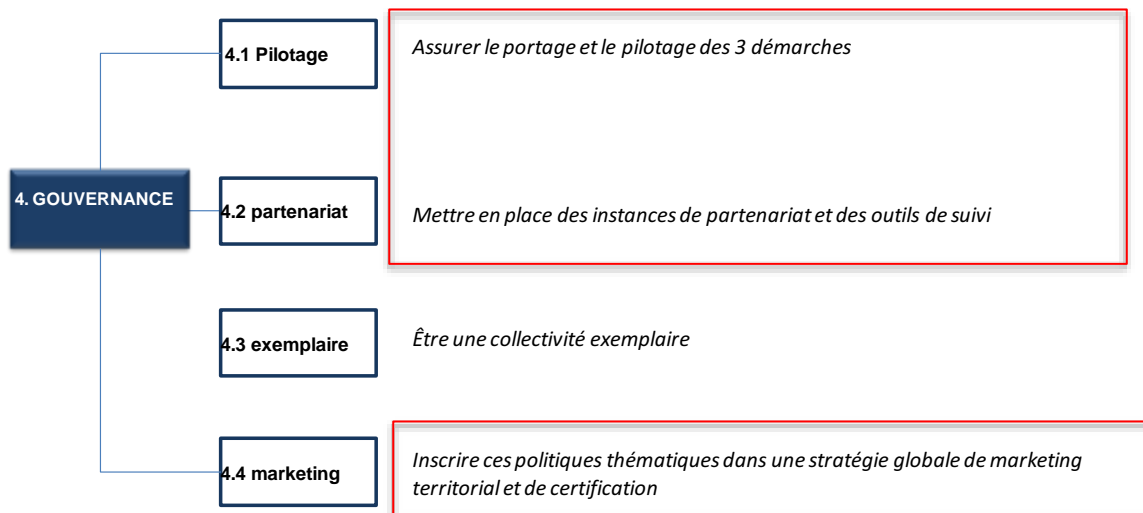 4.1 Pilotage
Assurer le portage et le pilotage des 3 démarches
4. GOUVERNANCE
4.2 partenariat
Mettre en place des instances de partenariat et des outils de suivi
4.3 exemplaire
Être une collectivité exemplaire
4.4 marketing
Inscrire ces politiques thématiques dans une stratégie globale de marketing
territorial et de certification